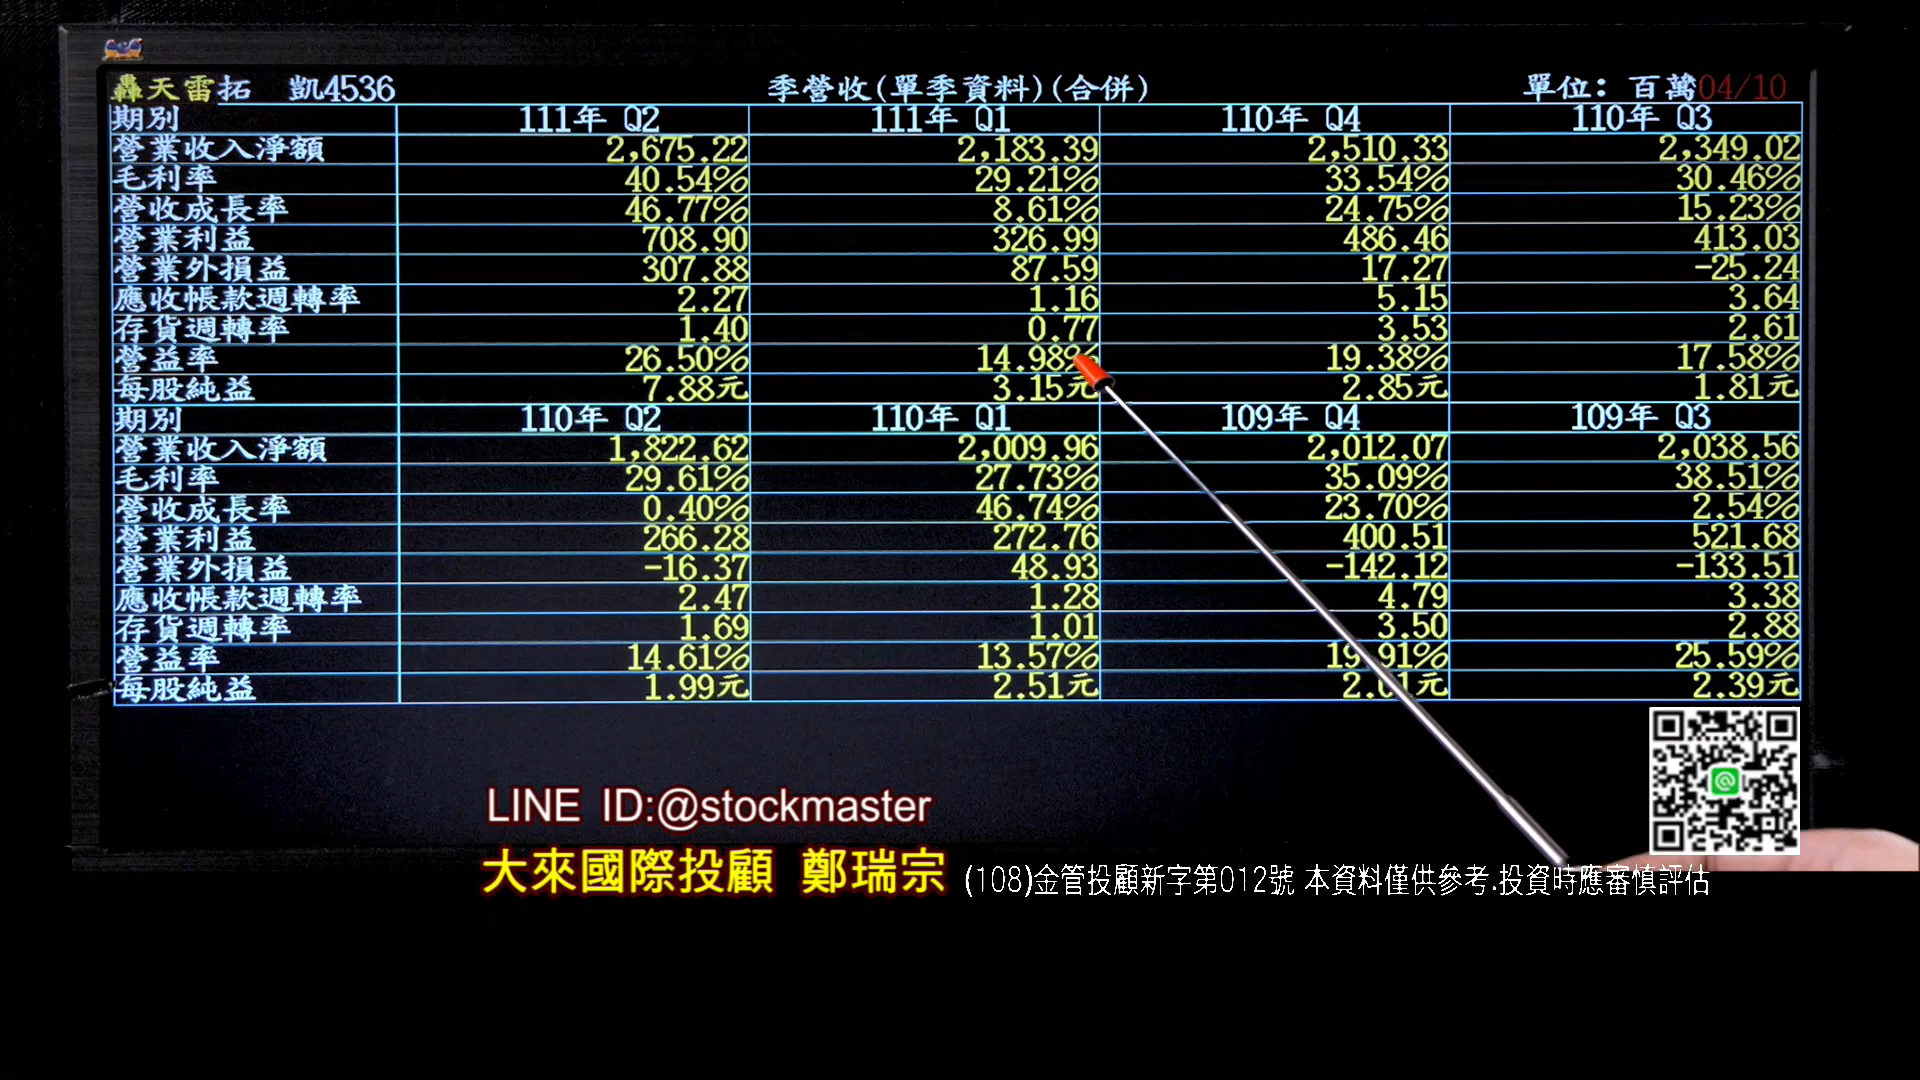 轟天雷拓 凱4536 季營收(單季資料)(合併) 單位: 百萬04/10
期別 111年 Q2 111年 Q1 110年 Q4 110年 Q3
營業收入淨額 2,675.22 2,183.39 2,510.33 2,349.02
毛利率 40.54% 29.21% 33.54% 30.46%
營收成長率 46.77% 8.61% 24.75% 15.23%
營業利益 708.90 326.99 486.46 413.03
營業外損益 307.88 87.59 17.27 -25.24
應收帳款週轉率 2.27 1.16 5.15 3.64
存貨週轉率 1.40 0.77 3.53 2.61
營益率 26.50% 14.98% 19.38% 17.58%
每股純益 7.88元 3.15元 2.85元 1.81元
期別 110年 Q2 110年 Q1 109年 Q4 109年 Q3
營業收入淨額 1,822.62 2,009.96 2,012.07 2,038.56
毛利率 29.61% 27.73% 35.09% 38.51%
營收成長率 0.40% 46.74% 23.70% 2.54%
營業利益 266.28 272.76 400.51 521.68
營業外損益 -16.37 48.93 -142.12 -133.51
應收帳款週轉率 2.47 1.28 4.79 3.38
存貨週轉率 1.69 1.01 3.50 2.88
營益率 14.61% 13.57% 19.91% 25.59%
每股純益 1.99元 2.51元 2.61元 2.39元
LINE ID:@stockmaster
大來國際投顧 鄭瑞宗 (108)金管投顧新字第012號 本資料僅供參考.投資時應審慎評估